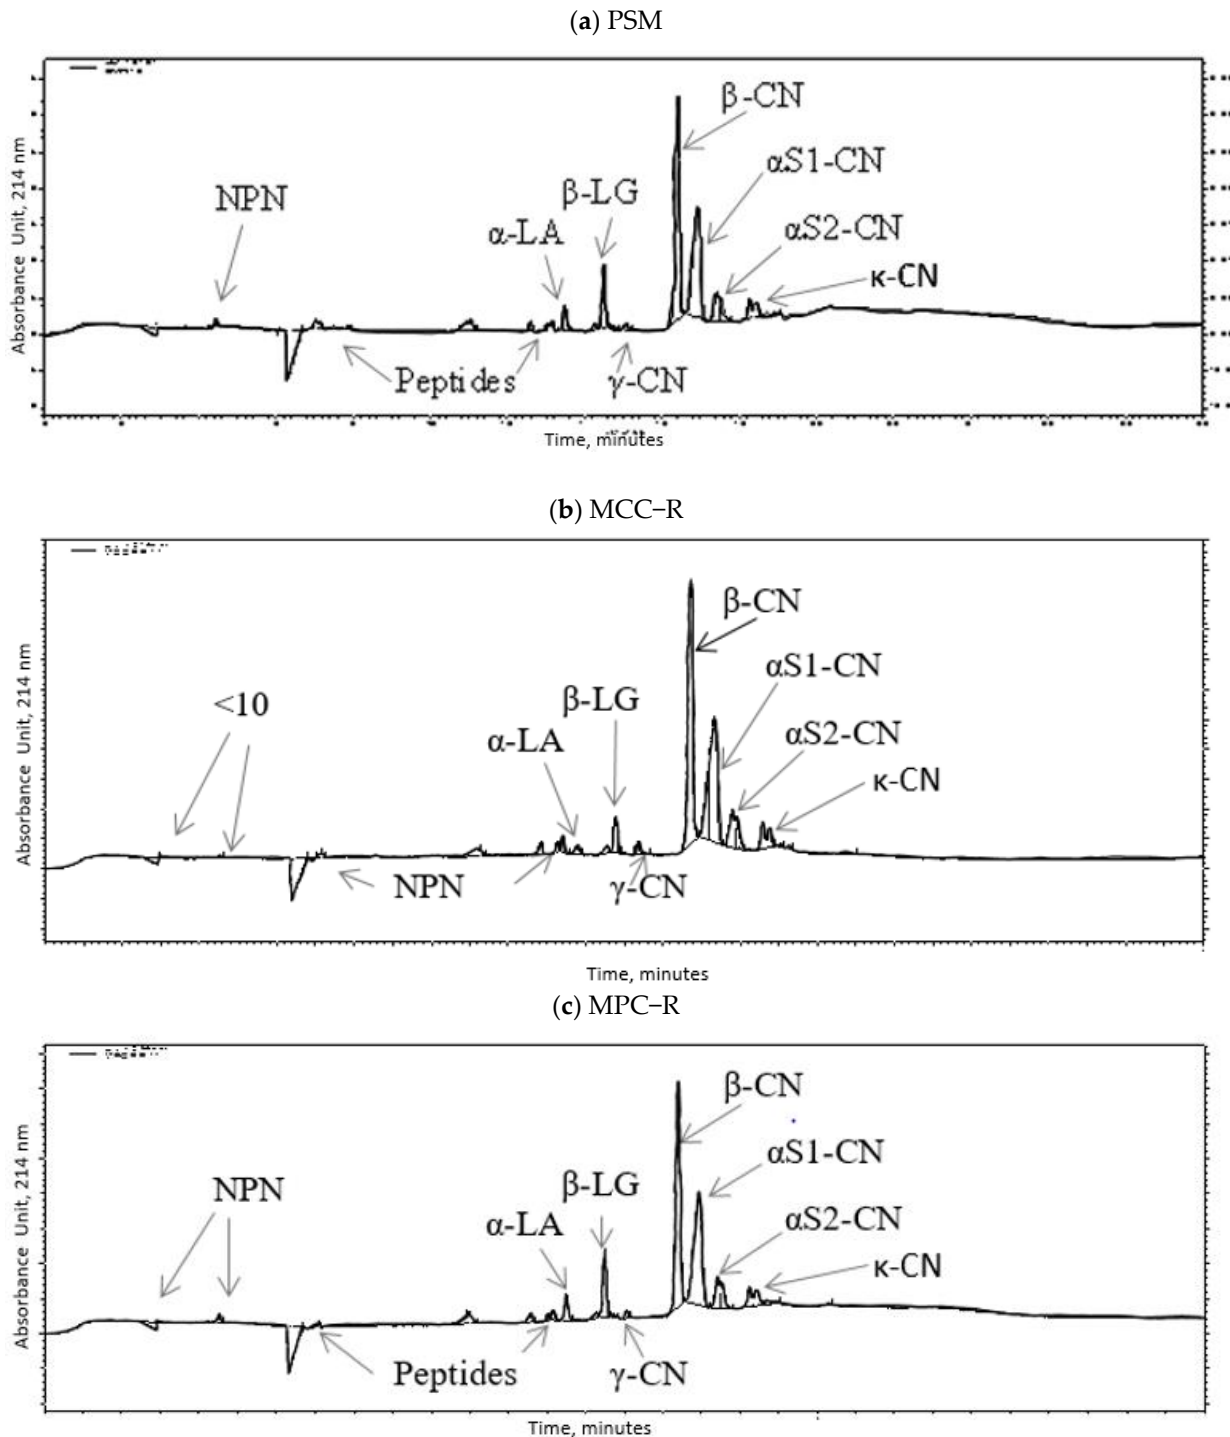 (a) PSM
Absorbance Unit, 214 nm
β-CN
αS1-CN
NPN
β-LG
α-LA
αS2-CN
κ-CN
Peptides
γ-CN
Time, minutes
(b) MCC−R
Absorbance Unit, 214 nm
β-CN
αS1-CN
<10
β-LG
α-LA
αS2-CN
κ-CN
NPN
γ-CN
Time, minutes
(c) MPC−R
Absorbance Unit, 214 nm
β-CN
αS1-CN
NPN
β-LG
α-LA
αS2-CN
κ-CN
Peptides
γ-CN
Time, minutes